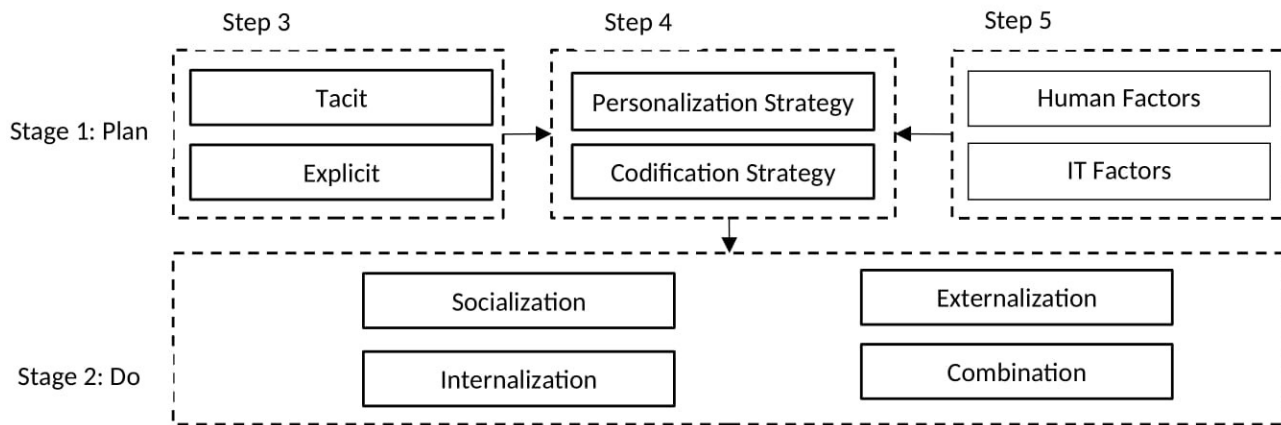 Step 3
Step 4
Step 5
Stage 1: Plan
Tacit
Explicit
Personalization Strategy
Codification Strategy
Human Factors
IT Factors
Stage 2: Do
Socialization
Externalization
Internalization
Combination